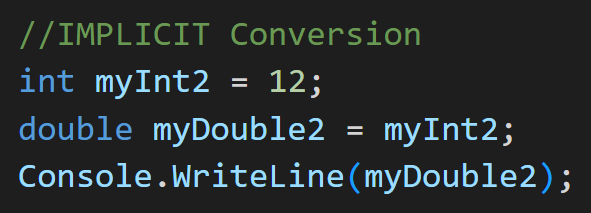 //IMPLICIT Conversion
int myInt2 = 12;
double myDouble2 = myInt2;
Console.WriteLine(myDouble2);